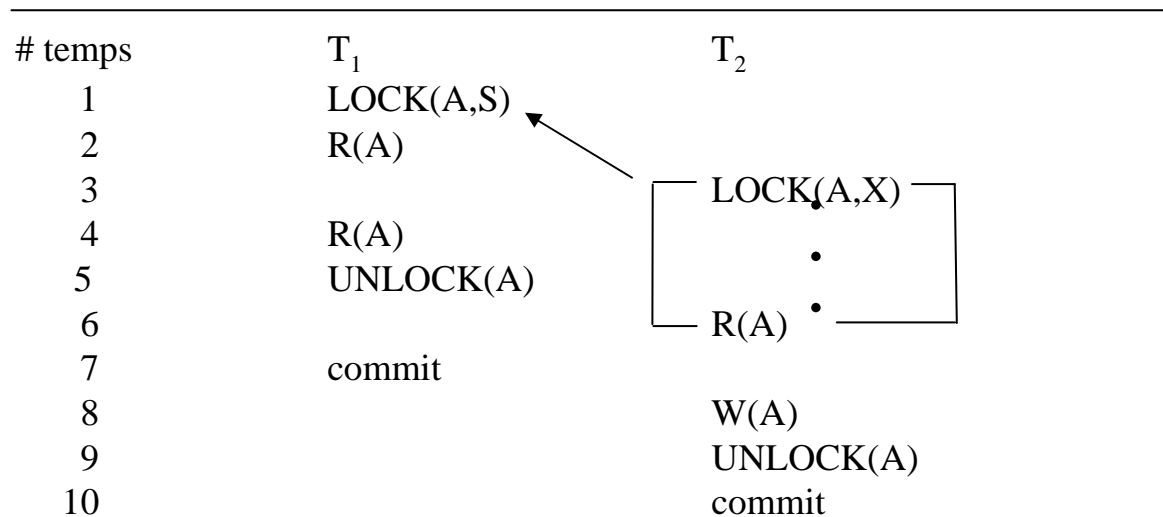 # temps T₁ T₂
1 LOCK(A,S)
2 R(A)
3 LOCK(A,X)
4 R(A)
5 UNLOCK(A)
6 R(A)
7 commit
8 W(A)
9 UNLOCK(A)
10 commit